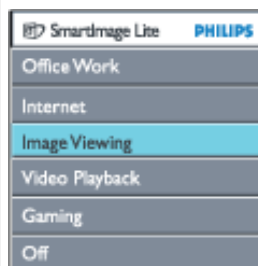 SmartImage Lite PHILIPS
Office Work
Internet
Image Viewing
Video Playback
Gaming
Off